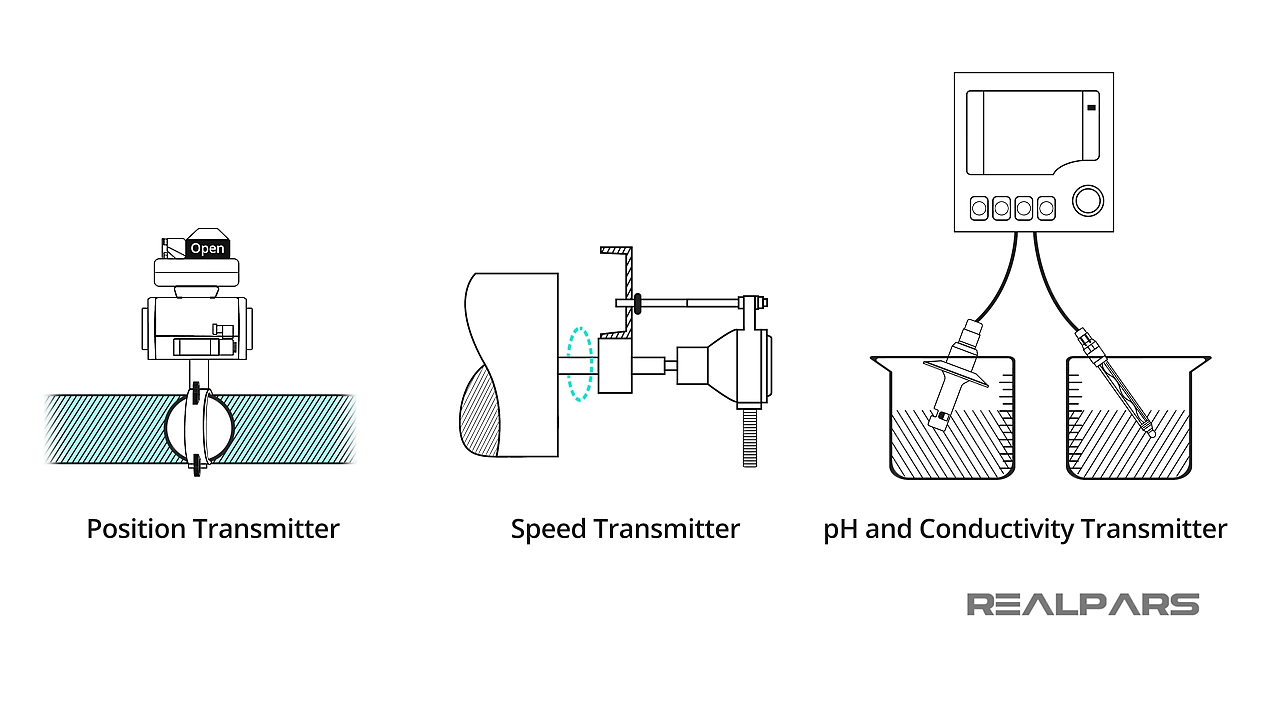 Open
Position Transmitter
Speed Transmitter
pH and Conductivity Transmitter
REALPARS